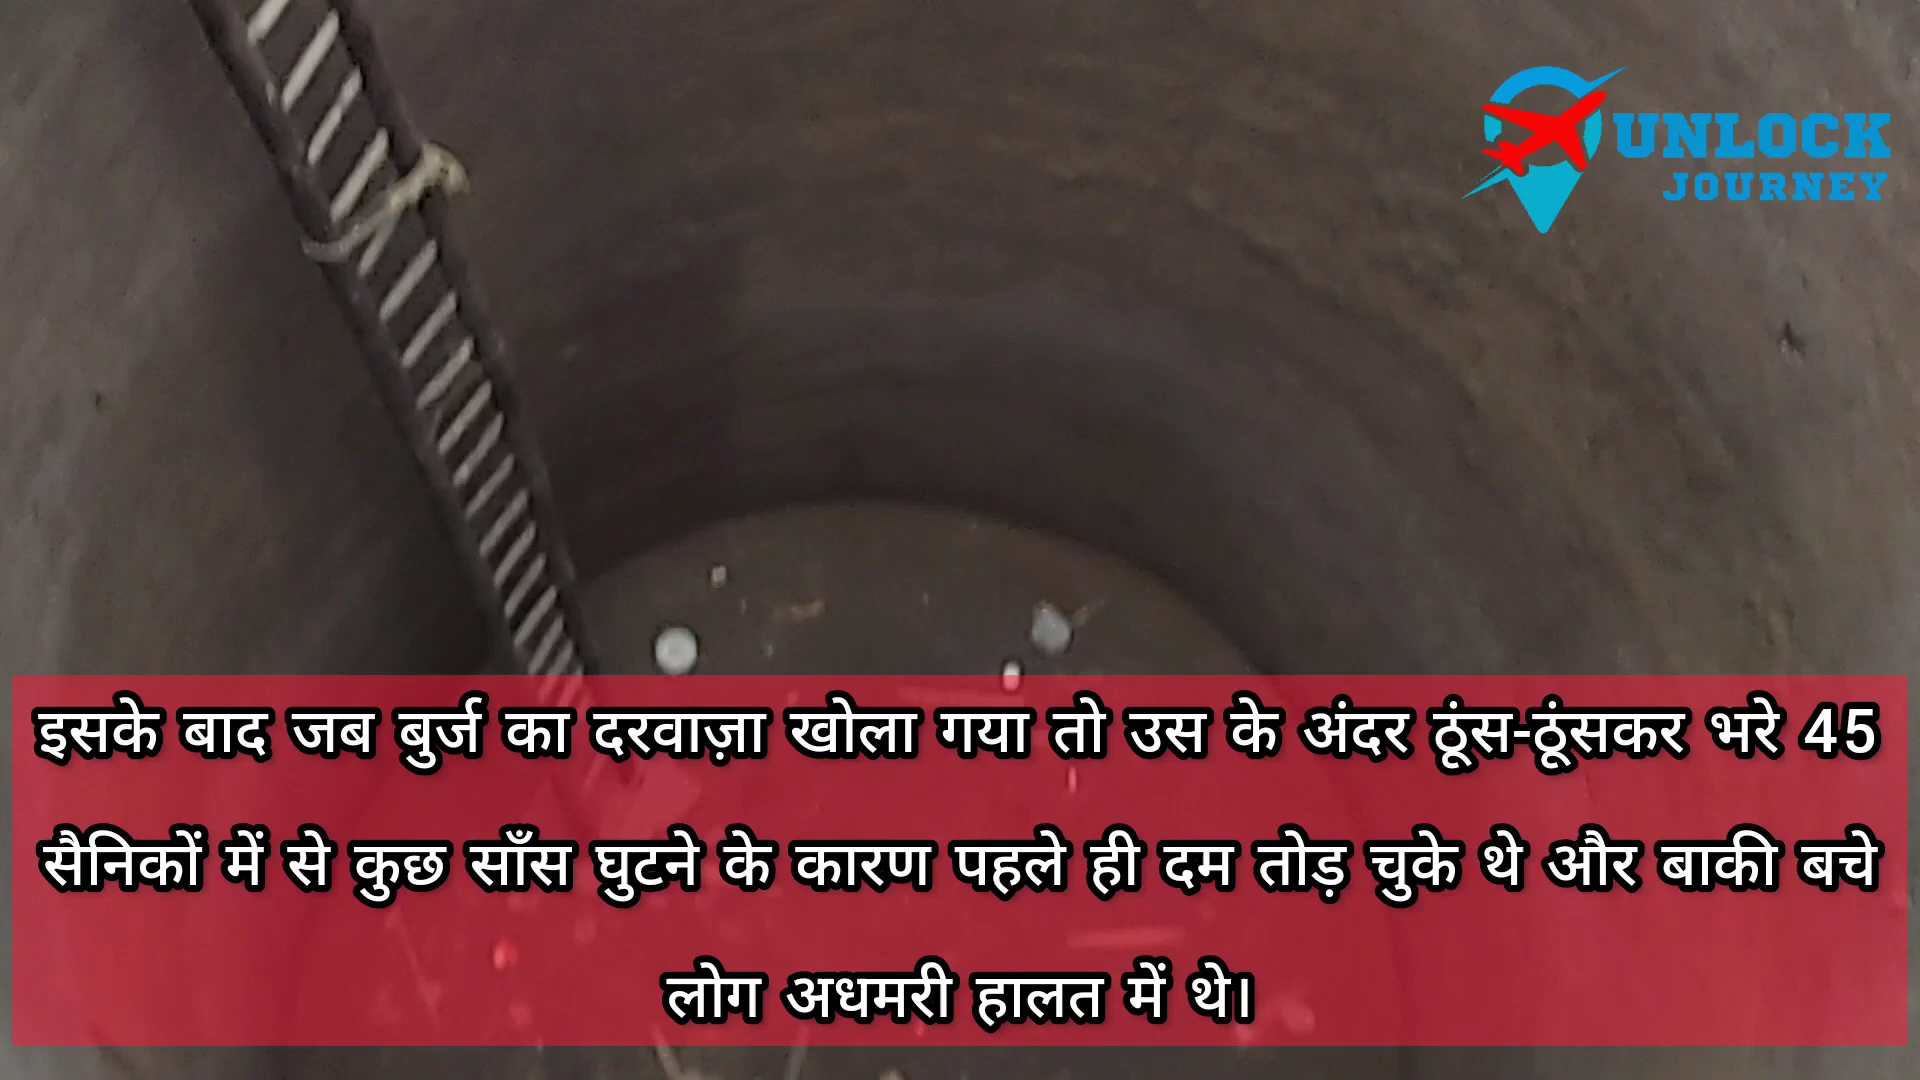 UNLOCK
JOURNEY
इसके बाद जब बुर्ज का दरवाज़ा खोला गया तो उस के अंदर ठूंस-ठूंसकर भरे 45
सैनिकों में से कुछ साँस घुटने के कारण पहले ही दम तोड़ चुके थे और बाकी बचे
लोग अधमरी हालत में थे।